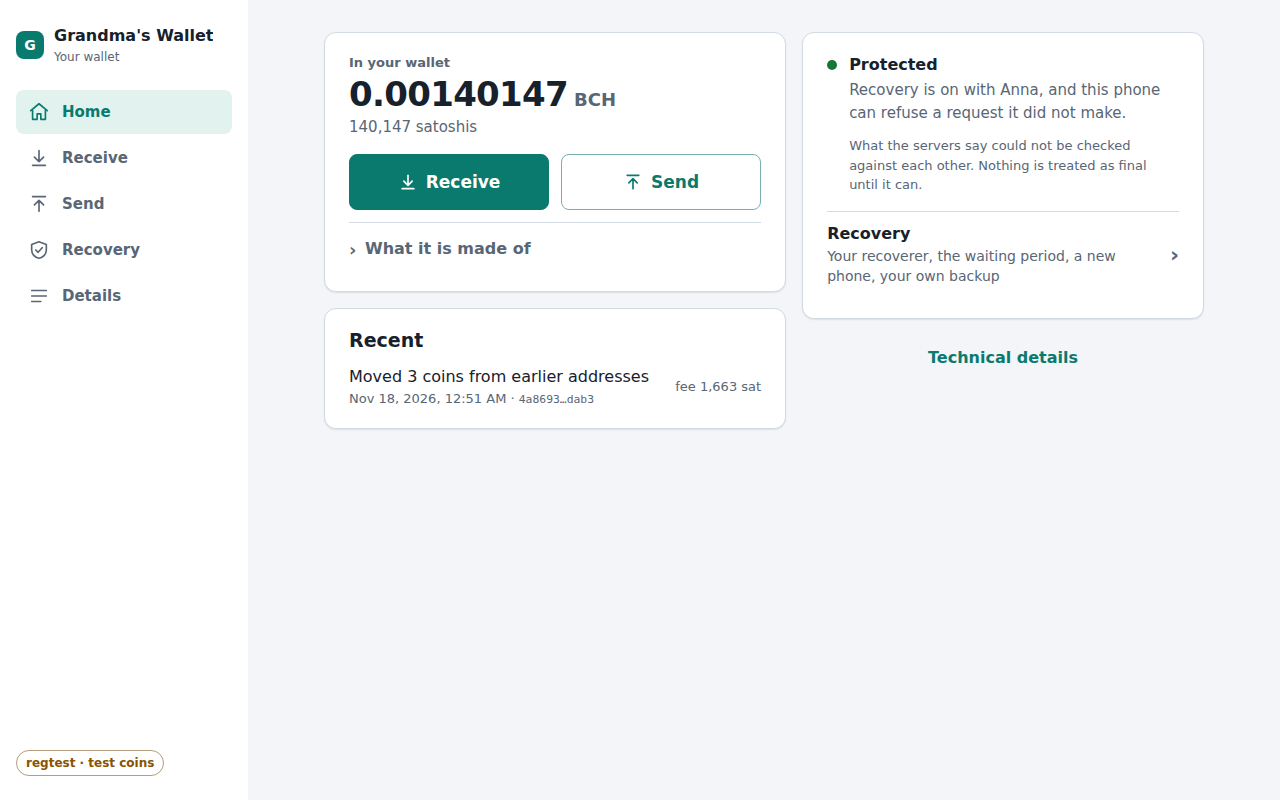 G
Grandma's Wallet
Your wallet
Home
Receive
Send
Recovery
Details
regtest · test coins
In your wallet
0.00140147 BCH
140,147 satoshis
Receive
Send
› What it is made of
Recent
Moved 3 coins from earlier addresses
Nov 18, 2026, 12:51 AM · 4a8693…dab3
fee 1,663 sat
Protected
Recovery is on with Anna, and this phone
can refuse a request it did not make.
What the servers say could not be checked
against each other. Nothing is treated as final
until it can.
Recovery
Your recoverer, the waiting period, a new
phone, your own backup
›
Technical details